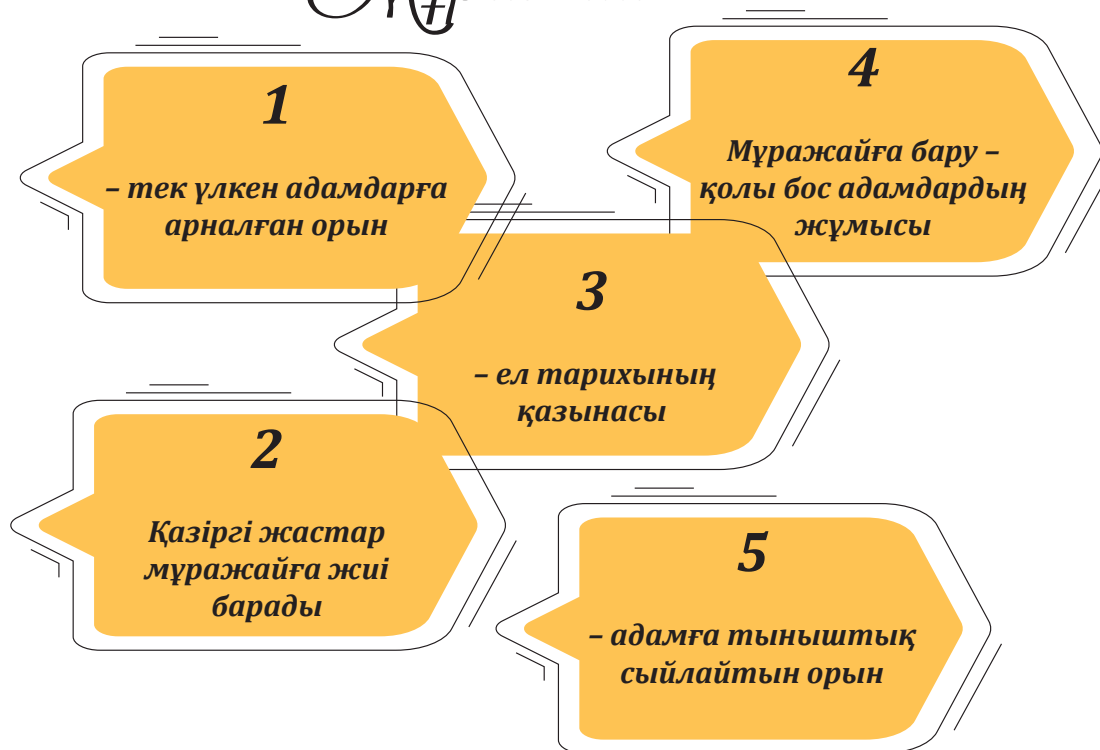 1
– тек үлкен адамдарға
арналған орын
4
Мұражайға бару –
қолы бос адамдардың
жұмысы
3
– ел тарихының
қазынасы
2
Қазіргі жастар
мұражайға жиі
барады
5
– адамға тыныштық
сыйлайтын орын